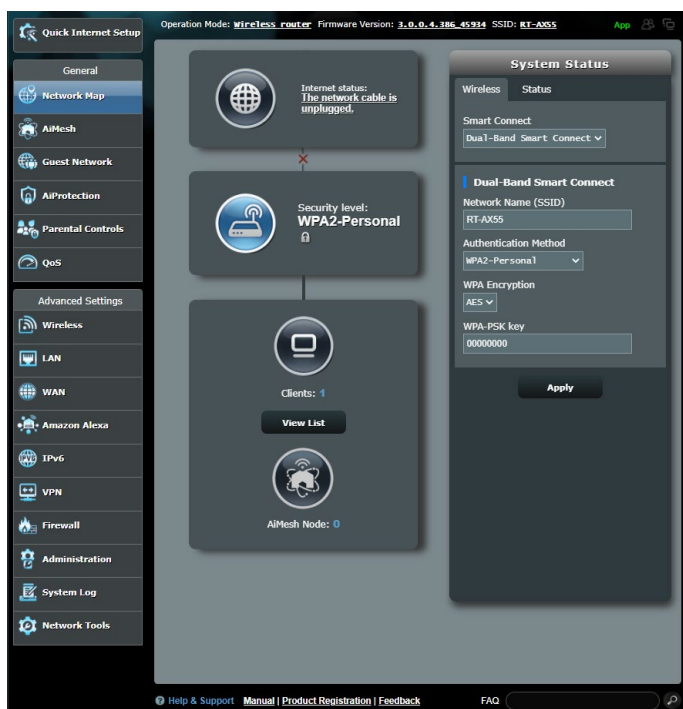 Quick Internet Setup
Operation Mode: Wireless router Firmware Version: 3.0.0.4.386_45934 SSID: RT-AX55
App
General
Network Map
AiMesh
Guest Network
AiProtection
Parental Controls
QoS
Advanced Settings
Wireless
LAN
WAN
Amazon Alexa
IPv6
VPN
Firewall
Administration
System Log
Network Tools
Internet status:
The network cable is
unplugged.
Security level:
WPA2-Personal
Clients: 1
View List
AiMesh Node: 0
System Status
Wireless Status
Smart Connect
Dual-Band Smart Connect
Dual-Band Smart Connect
Network Name (SSID)
RT-AX55
Authentication Method
WPA2-Personal
WPA Encryption
AES
WPA-PSK key
00000000
Apply
Help & Support Manual | Product Registration | Feedback FAQ